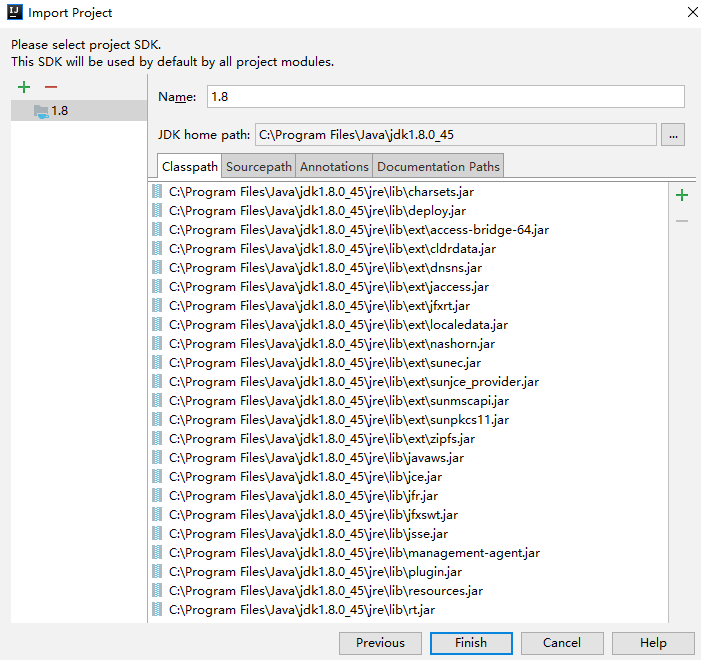 IJ Import Project
Please select project SDK.
This SDK will be used by default by all project modules.
1.8
Name: 1.8
JDK home path: C:\Program Files\Java\jdk1.8.0_45 ...
Classpath Sourcepath Annotations Documentation Paths
C:\Program Files\Java\jdk1.8.0_45\jre\lib\charsets.jar
C:\Program Files\Java\jdk1.8.0_45\jre\lib\deploy.jar
C:\Program Files\Java\jdk1.8.0_45\jre\lib\ext\access-bridge-64.jar
C:\Program Files\Java\jdk1.8.0_45\jre\lib\ext\cldrdata.jar
C:\Program Files\Java\jdk1.8.0_45\jre\lib\ext\dnsns.jar
C:\Program Files\Java\jdk1.8.0_45\jre\lib\ext\jaccess.jar
C:\Program Files\Java\jdk1.8.0_45\jre\lib\ext\jfxrt.jar
C:\Program Files\Java\jdk1.8.0_45\jre\lib\ext\localedata.jar
C:\Program Files\Java\jdk1.8.0_45\jre\lib\ext\nashorn.jar
C:\Program Files\Java\jdk1.8.0_45\jre\lib\ext\sunec.jar
C:\Program Files\Java\jdk1.8.0_45\jre\lib\ext\sunjce_provider.jar
C:\Program Files\Java\jdk1.8.0_45\jre\lib\ext\sunmscapi.jar
C:\Program Files\Java\jdk1.8.0_45\jre\lib\ext\sunpkcs11.jar
C:\Program Files\Java\jdk1.8.0_45\jre\lib\ext\zipfs.jar
C:\Program Files\Java\jdk1.8.0_45\jre\lib\javaws.jar
C:\Program Files\Java\jdk1.8.0_45\jre\lib\jce.jar
C:\Program Files\Java\jdk1.8.0_45\jre\lib\jfr.jar
C:\Program Files\Java\jdk1.8.0_45\jre\lib\jfxswt.jar
C:\Program Files\Java\jdk1.8.0_45\jre\lib\jsse.jar
C:\Program Files\Java\jdk1.8.0_45\jre\lib\management-agent.jar
C:\Program Files\Java\jdk1.8.0_45\jre\lib\plugin.jar
C:\Program Files\Java\jdk1.8.0_45\jre\lib\resources.jar
C:\Program Files\Java\jdk1.8.0_45\jre\lib\rt.jar
Previous Finish Cancel Help